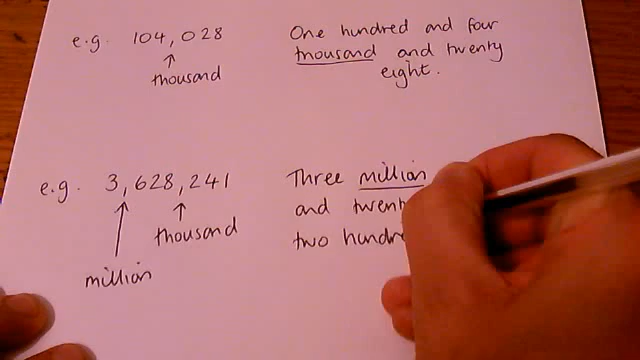 e.g. 104,028
thousand
One hundred and four
thousand and twenty
eight.
e.g. 3,628,241
thousand
million
Three million
and
two